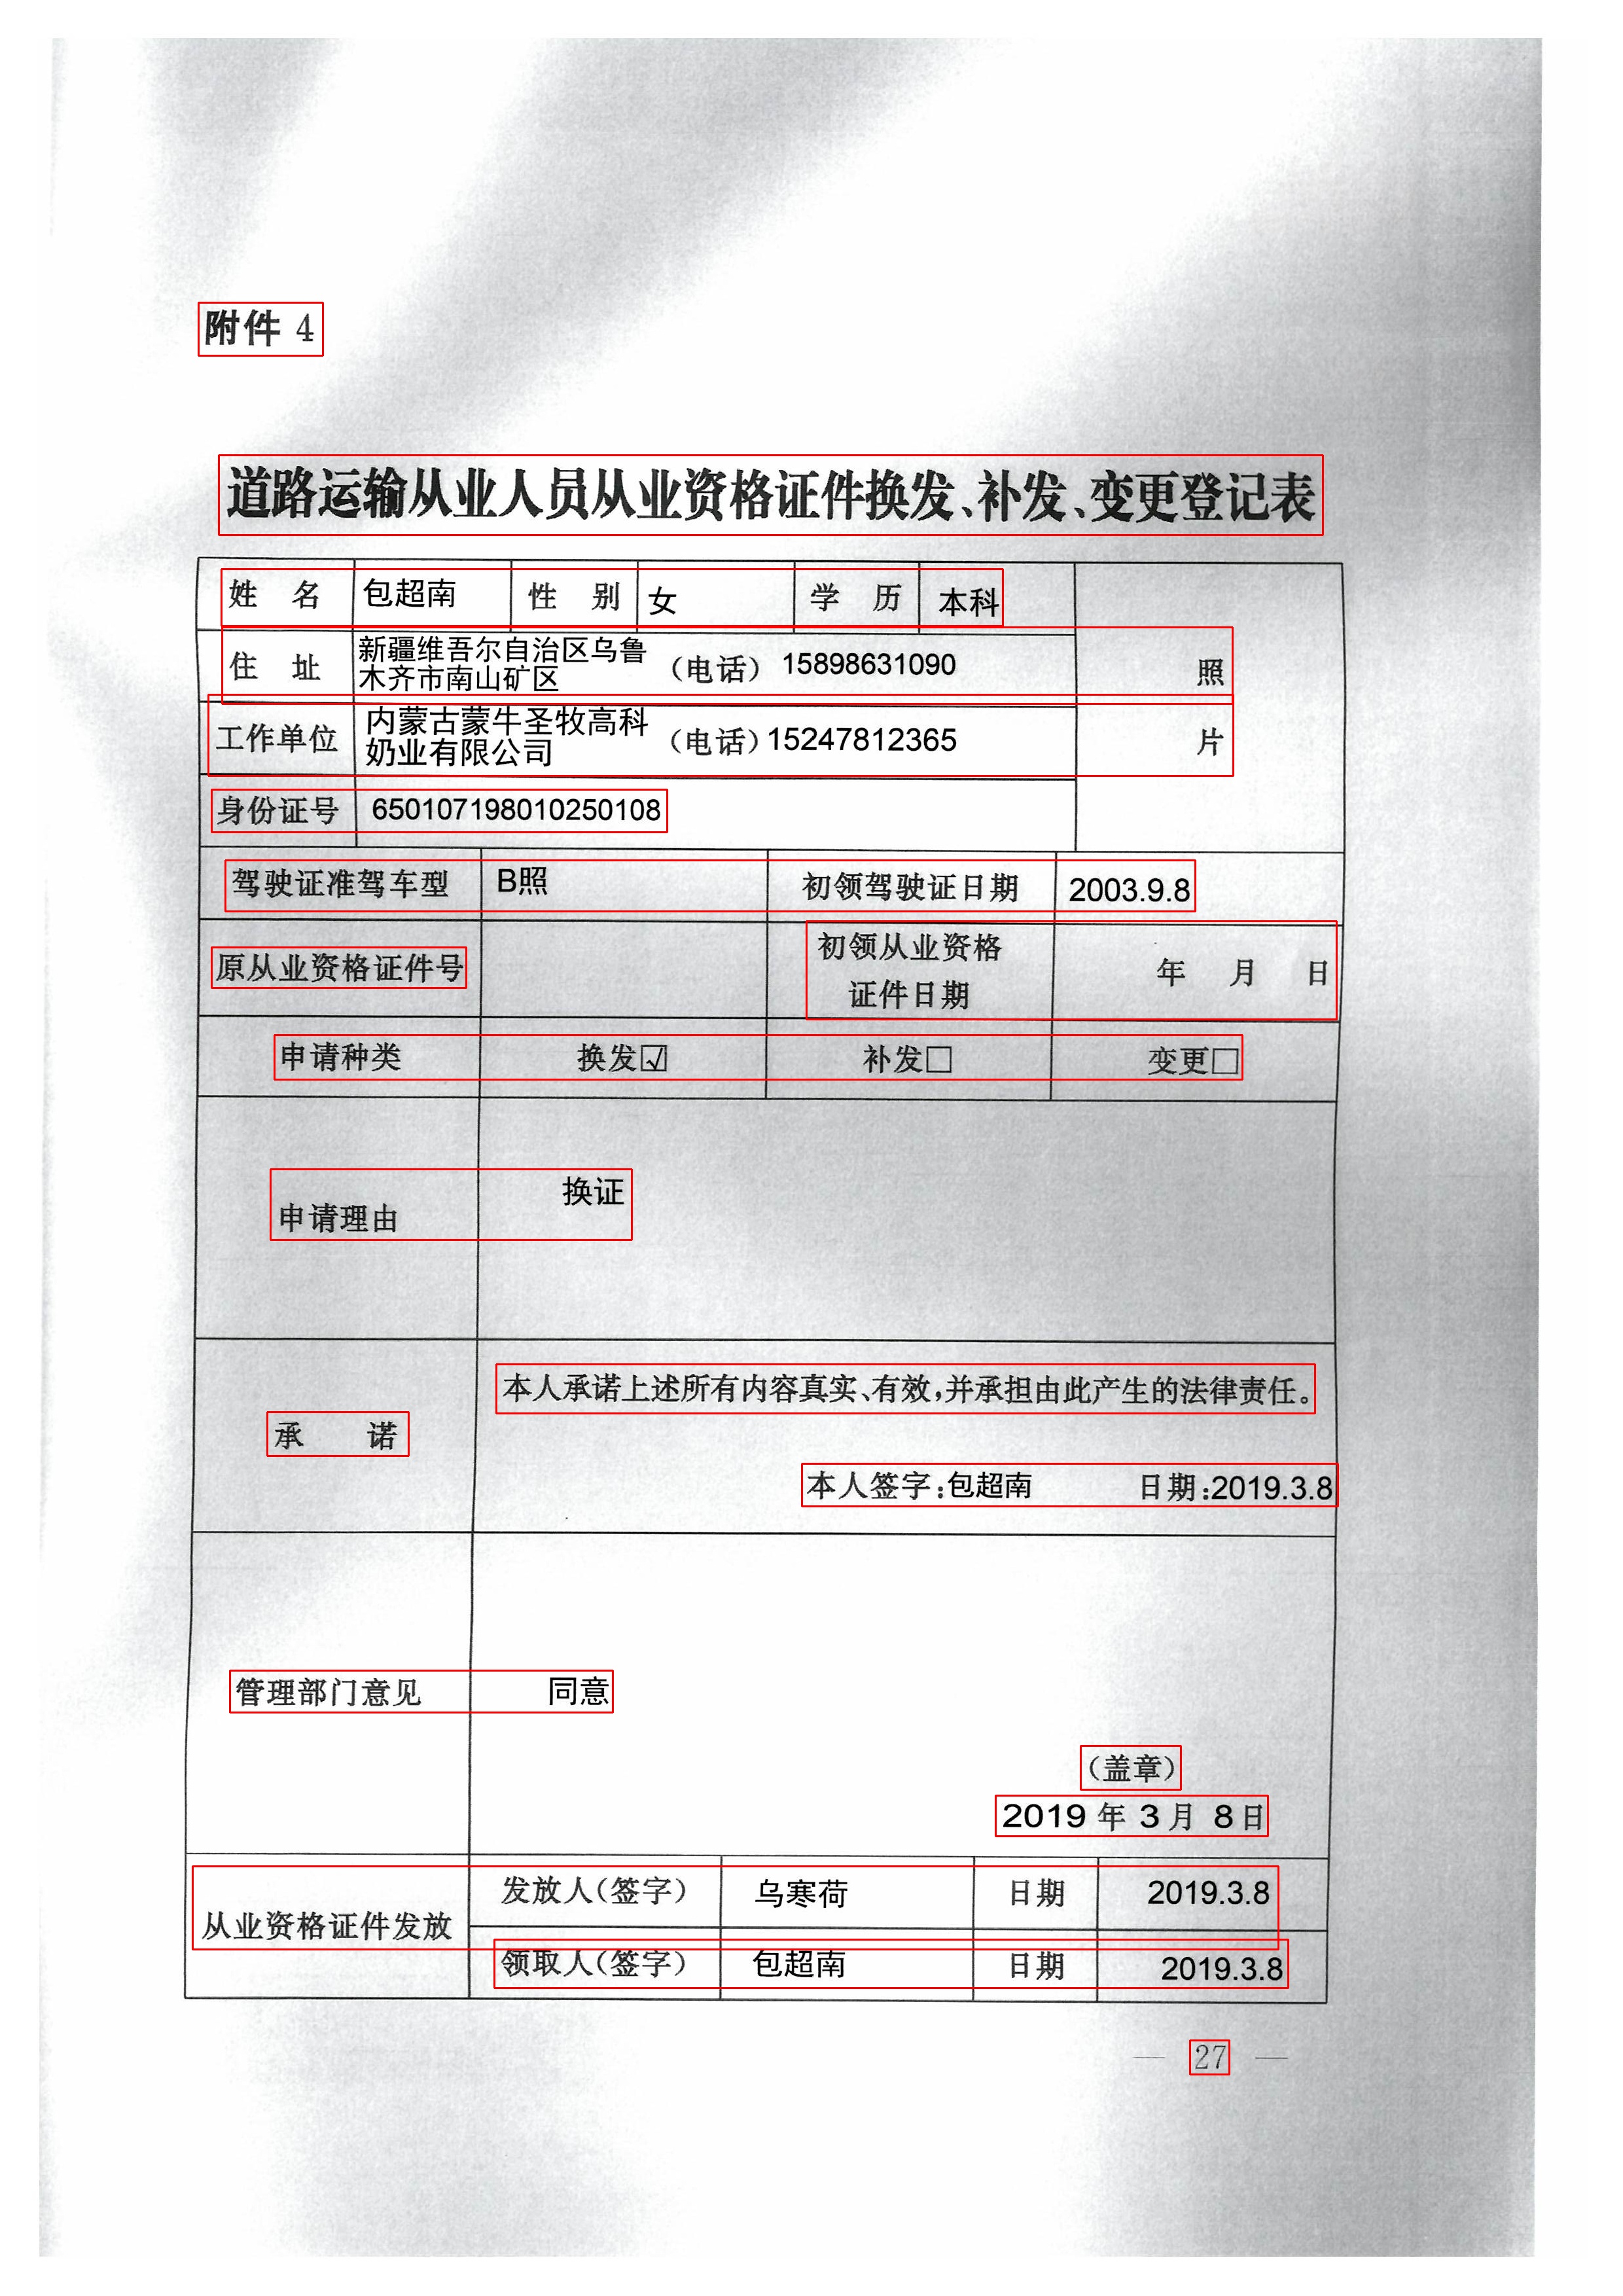 附件 4
道路运输从业人员从业资格证件换发、补发、变更登记表
姓 名 包超南 性 别 女 学 历 本科
住 址 新疆维吾尔自治区乌鲁木齐市南山矿区 （电话） 15898631090 照
工作单位 内蒙古蒙牛圣牧高科奶业有限公司 （电话）15247812365 片
身份证号 650107198010250108
驾驶证准驾车型 B照 初领驾驶证日期 2003.9.8
原从业资格证件号
初领从业资格证件日期 年 月 日
申请种类 换发☑ 补发□ 变更□
申请理由 换证
本人承诺上述所有内容真实、有效,并承担由此产生的法律责任。
承 诺
本人签字:包超南 日期:2019.3.8
管理部门意见 同意
（盖章）
2019 年 3 月 8 日
从业资格证件发放 发放人（签字） 乌寒荷 日期 2019.3.8
领取人（签字） 包超南 日期 2019.3.8
— 27 —